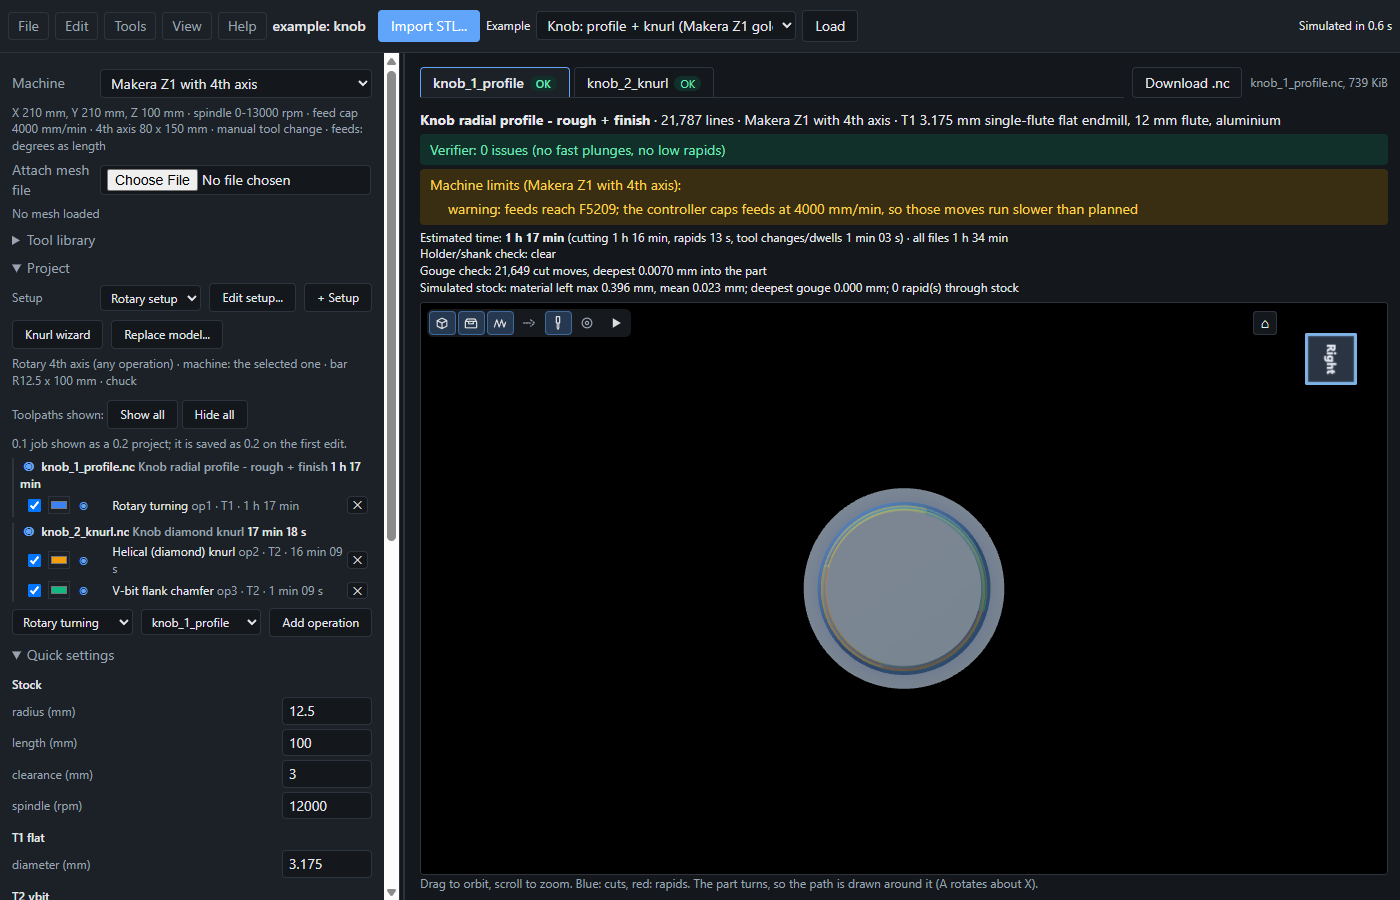 File Edit Tools View Help example: knob Import STL... Example Knob: profile + knurl (Makera Z1 gol Load Simulated in 0.6 s
Machine Makera Z1 with 4th axis
X 210 mm, Y 210 mm, Z 100 mm · spindle 0-13000 rpm · feed cap
4000 mm/min · 4th axis 80 x 150 mm · manual tool change · feeds:
degrees as length
Attach mesh file Choose File No file chosen
No mesh loaded
Tool library
Project
Setup Rotary setup Edit setup... + Setup
Knurl wizard Replace model...
Rotary 4th axis (any operation) · machine: the selected one · bar
R12.5 x 100 mm · chuck
Toolpaths shown: Show all Hide all
0.1 job shown as a 0.2 project; it is saved as 0.2 on the first edit.
knob_1_profile.nc Knob radial profile - rough + finish 1 h 17
min
Rotary turning op1 · T1 · 1 h 17 min
knob_2_knurl.nc Knob diamond knurl 17 min 18 s
Helical (diamond) knurl op2 · T2 · 16 min 09
s
V-bit flank chamfer op3 · T2 · 1 min 09 s
Rotary turning knob_1_profile Add operation
Quick settings
Stock
radius (mm) 12.5
length (mm) 100
clearance (mm) 3
spindle (rpm) 12000
T1 flat
diameter (mm) 3.175
T2 vbit
knob_1_profile OK knob_2_knurl OK Download .nc knob_1_profile.nc, 739 KiB
Knob radial profile - rough + finish · 21,787 lines · Makera Z1 with 4th axis · T1 3.175 mm single-flute flat endmill, 12 mm flute, aluminium
Verifier: 0 issues (no fast plunges, no low rapids)
Machine limits (Makera Z1 with 4th axis):
warning: feeds reach F5209; the controller caps feeds at 4000 mm/min, so those moves run slower than planned
Estimated time: 1 h 17 min (cutting 1 h 16 min, rapids 13 s, tool changes/dwells 1 min 03 s) · all files 1 h 34 min
Holder/shank check: clear
Gouge check: 21,649 cut moves, deepest 0.0070 mm into the part
Simulated stock: material left max 0.396 mm, mean 0.023 mm; deepest gouge 0.000 mm; 0 rapid(s) through stock
Right
Drag to orbit, scroll to zoom. Blue: cuts, red: rapids. The part turns, so the path is drawn around it (A rotates about X).